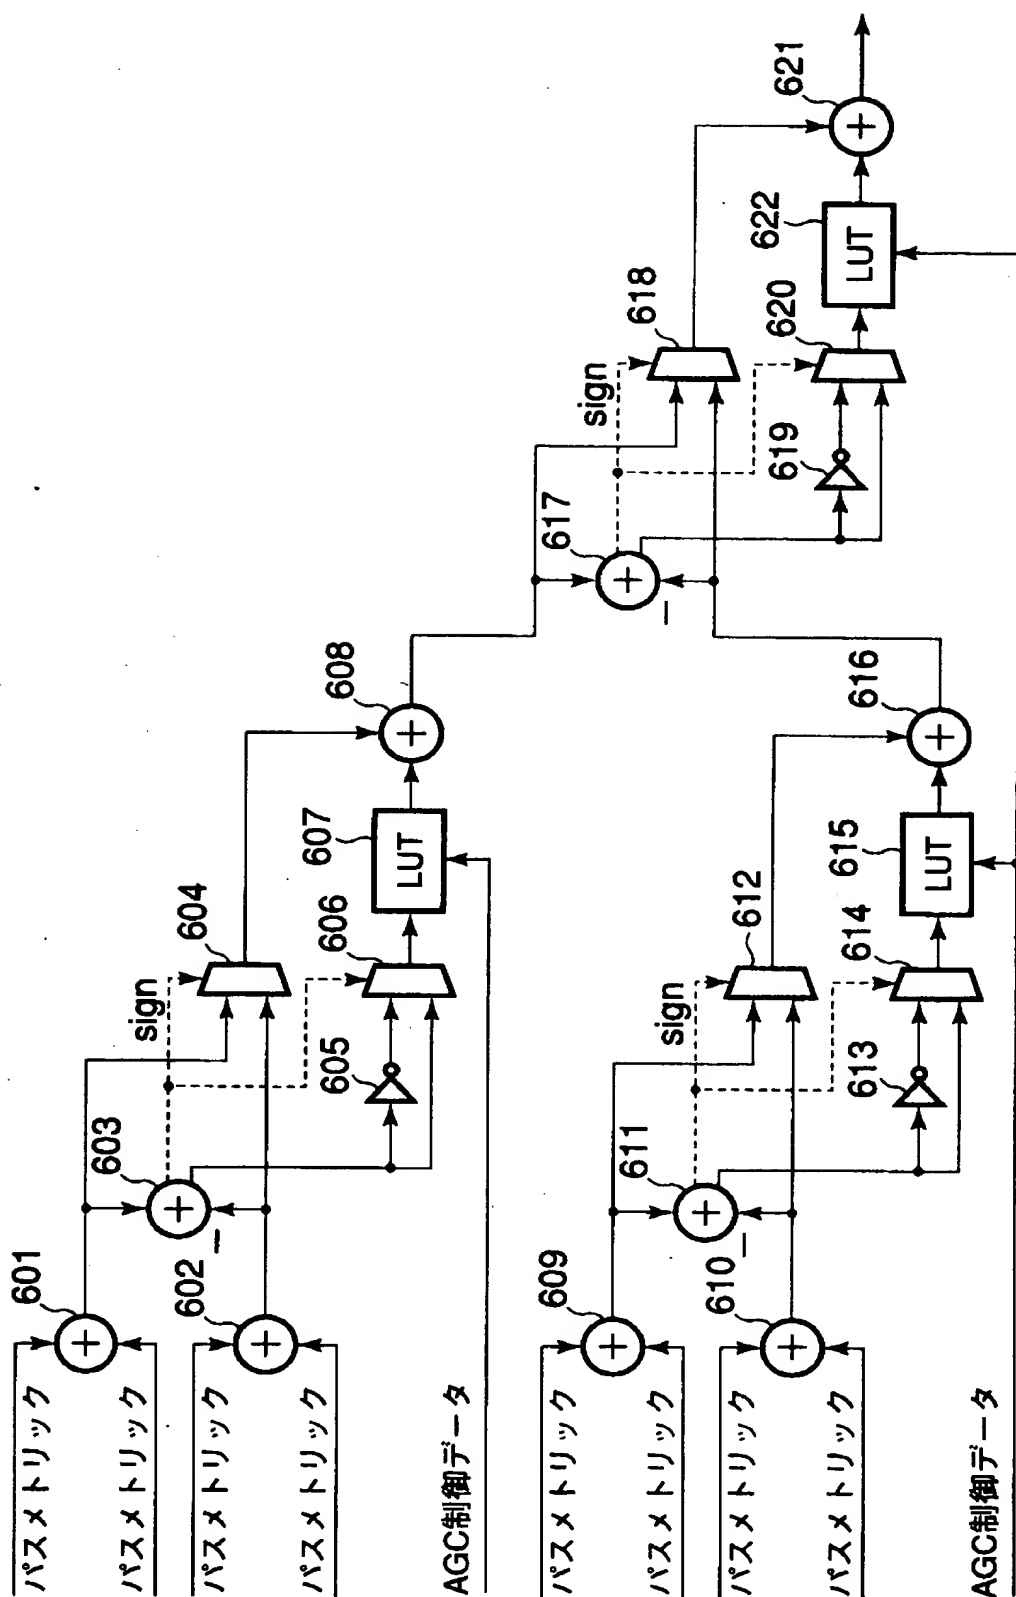 パスメトリック
601
パスメトリック
パスメトリック
602
パスメトリック
603
sign
604
605
606
LUT
607
608
AGC制御データ
パスメトリック
609
パスメトリック
パスメトリック
610
パスメトリック
611
sign
612
613
614
LUT
615
616
AGC制御データ
617
sign
618
619
620
LUT
622
621